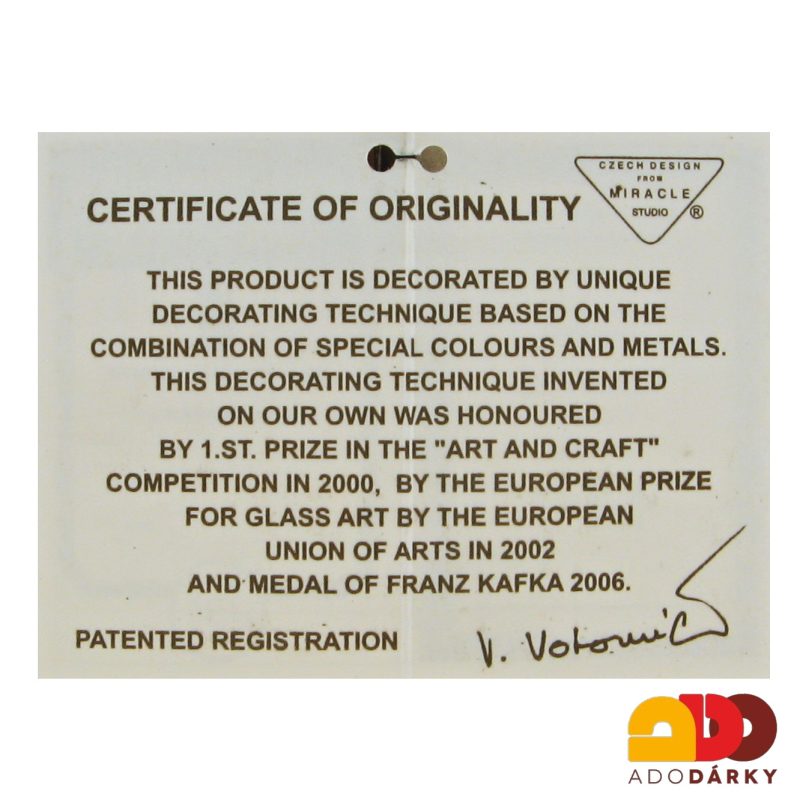 CZECH DESIGN
FROM
MIRACLE
STUDIO ®
CERTIFICATE OF ORIGINALITY
THIS PRODUCT IS DECORATED BY UNIQUE
DECORATING TECHNIQUE BASED ON THE
COMBINATION OF SPECIAL COLOURS AND METALS.
THIS DECORATING TECHNIQUE INVENTED
ON OUR OWN WAS HONOURED
BY 1.ST. PRIZE IN THE "ART AND CRAFT"
COMPETITION IN 2000, BY THE EUROPEAN PRIZE
FOR GLASS ART BY THE EUROPEAN
UNION OF ARTS IN 2002
AND MEDAL OF FRANZ KAFKA 2006.
PATENTED REGISTRATION
V.
ADODÁRKY